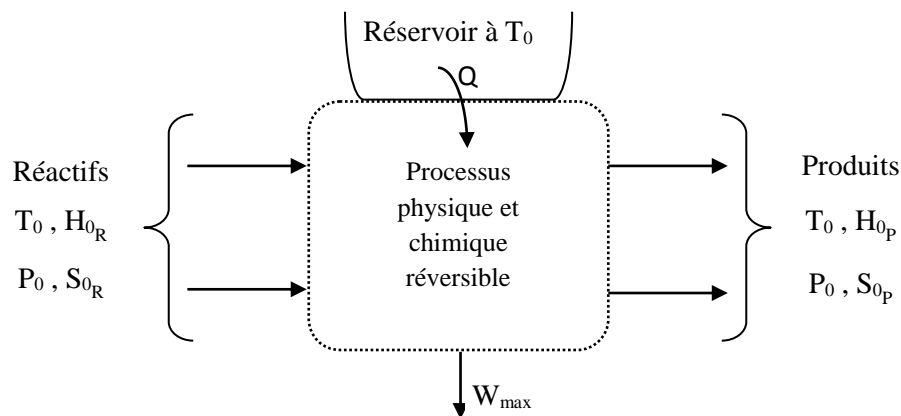 Réservoir à T₀
Q
Réactifs
T₀ , H₀R
P₀ , S₀R
Processus
physique et
chimique
réversible
Produits
T₀ , H₀P
P₀ , S₀P
Wmax